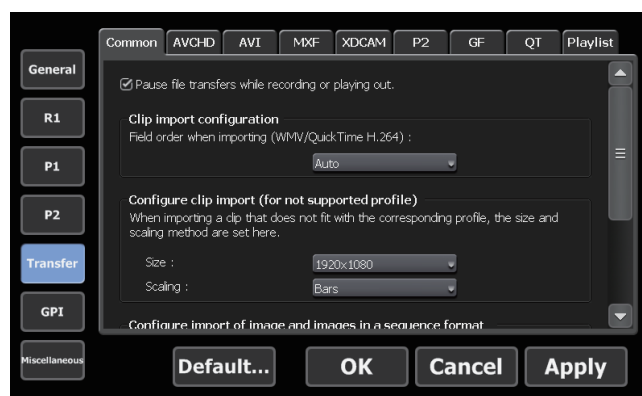 Common AVCHD AVI MXF XDCAM P2 GF QT Playlist
General
R1
P1
P2
Transfer
GPI
Miscellaneous
Pause file transfers while recording or playing out.
Clip import configuration
Field order when importing (WMV/QuickTime H.264) :
Auto
Configure clip import (for not supported profile)
When importing a clip that does not fit with the corresponding profile, the size and
scaling method are set here.
Size : 1920x1080
Scaling : Bars
Configure import of image and images in a sequence format
Default... OK Cancel Apply